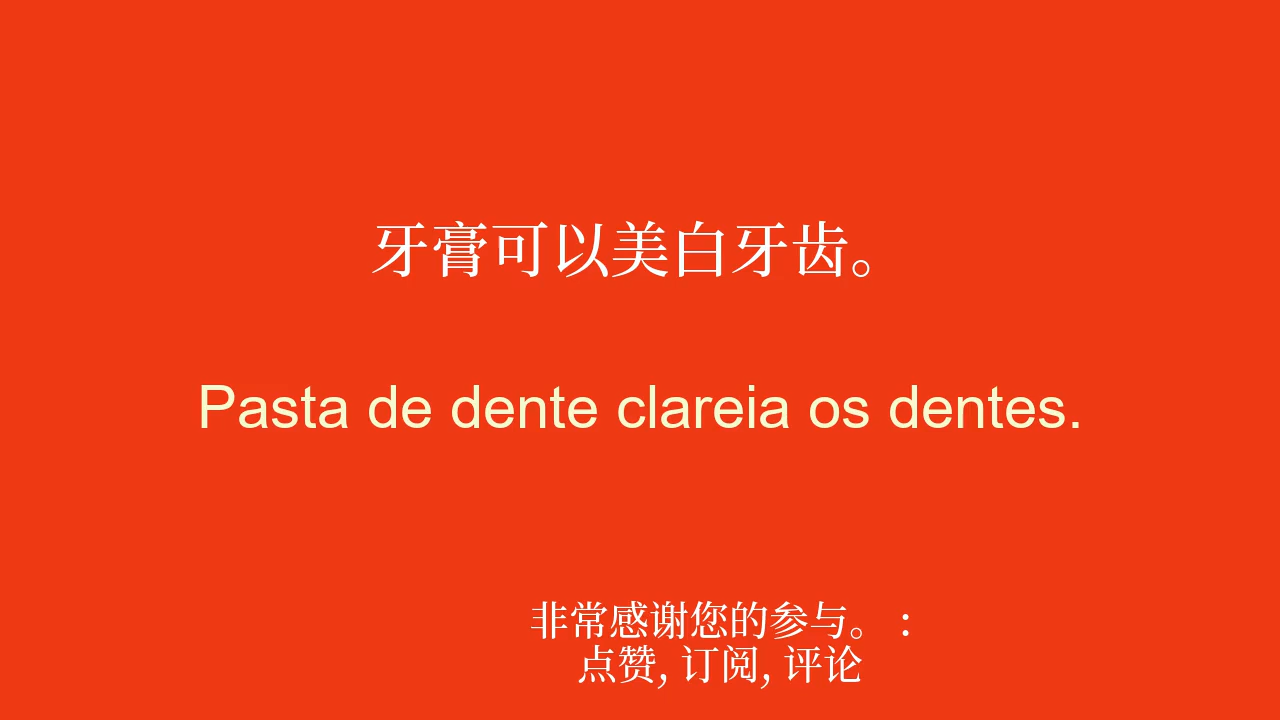 牙膏可以美白牙齿。
Pasta de dente clareia os dentes.
非常感谢您的参与。 :
点赞, 订阅, 评论